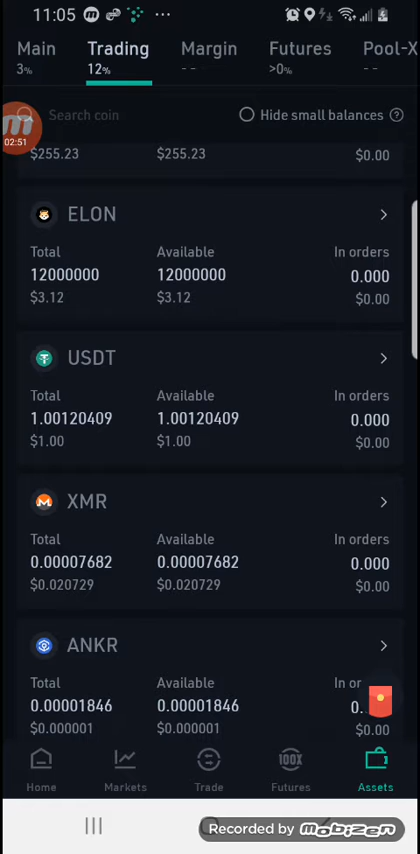 11:05
Main Trading Margin Futures Pool-X
3% 12% -- >0% --
Search coin Hide small balances ?
02:51
$255.23 $255.23 $0.00
ELON
Total Available In orders
12000000 12000000 0.000
$3.12 $3.12 $0.00
USDT
Total Available In orders
1.00120409 1.00120409 0.000
$1.00 $1.00 $0.00
XMR
Total Available In orders
0.00007682 0.00007682 0.000
$0.020729 $0.020729 $0.00
ANKR
Total Available In or
0.00001846 0.00001846 0.
$0.000001 $0.000001 $0.00
100X
Home Markets Trade Futures Assets
Recorded by Mobizen